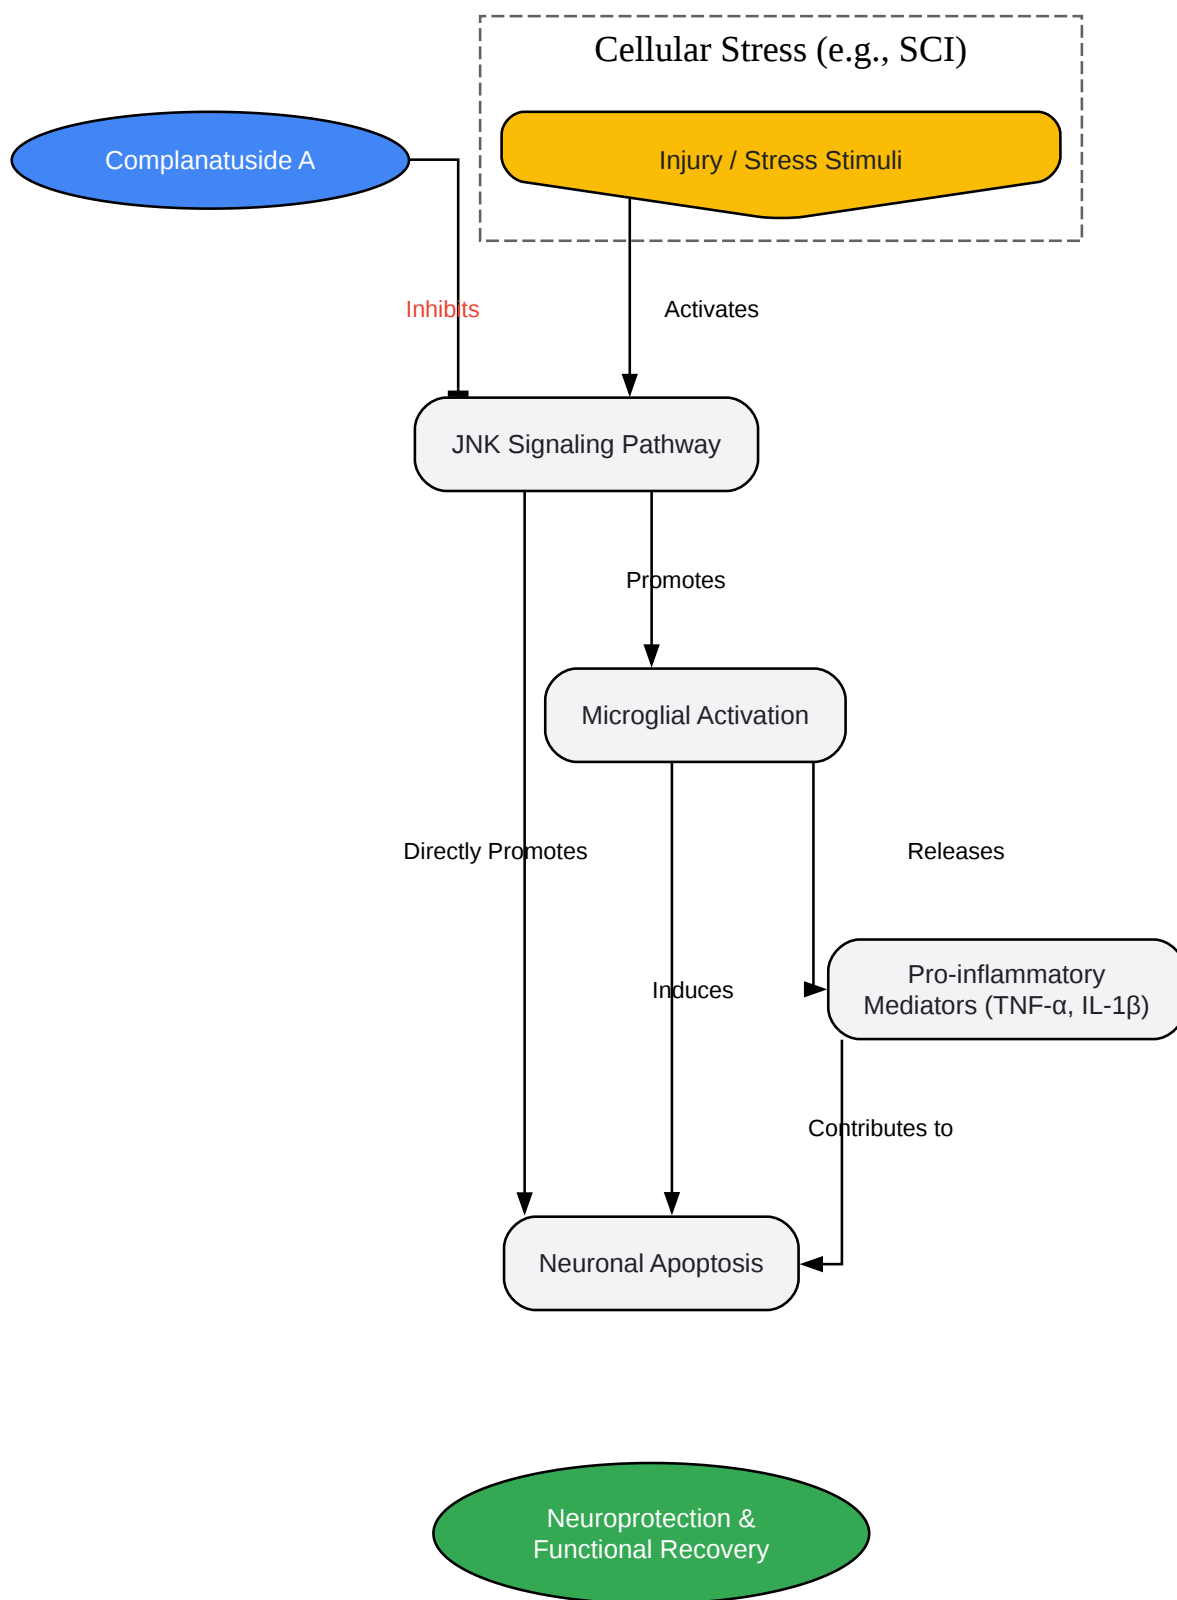 Cellular Stress (e.g., SCI)
Complanatuside A
Injury / Stress Stimuli
Inhibits
Activates
JNK Signaling Pathway
Promotes
Microglial Activation
Directly Promotes
Releases
Pro-inflammatory
Mediators (TNF-α, IL-1β)
Induces
Contributes to
Neuronal Apoptosis
Neuroprotection &
Functional Recovery